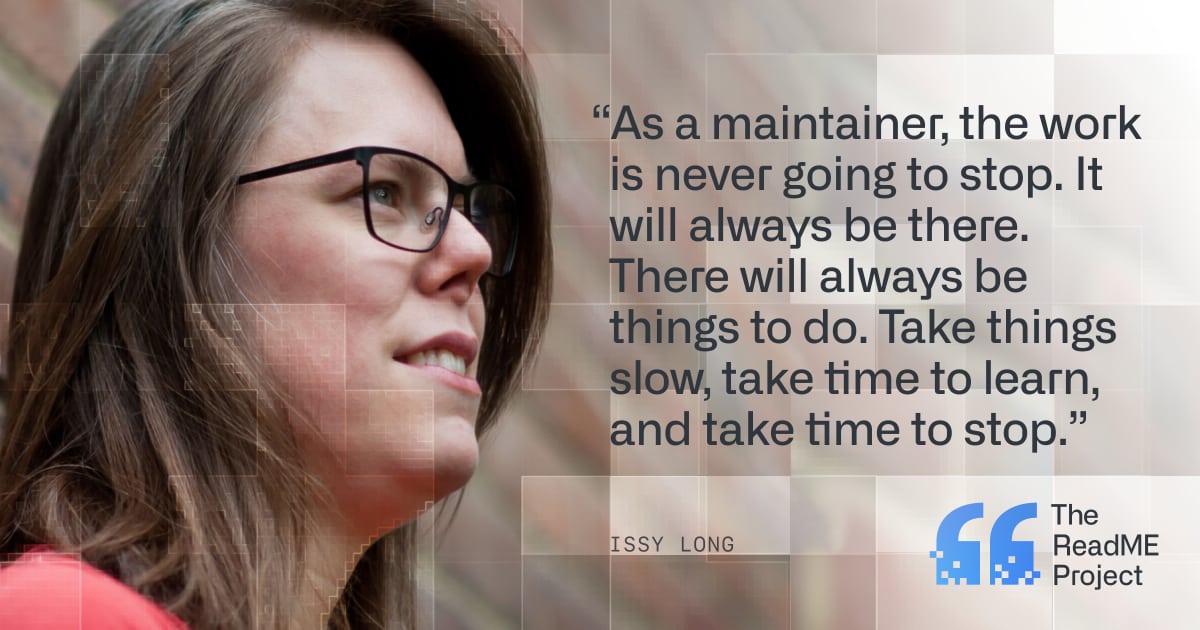 “As a maintainer, the work
is never going to stop. It
will always be there.
There will always be
things to do. Take things
slow, take time to learn,
and take time to stop.”
ISSY LONG
The
ReadME
Project